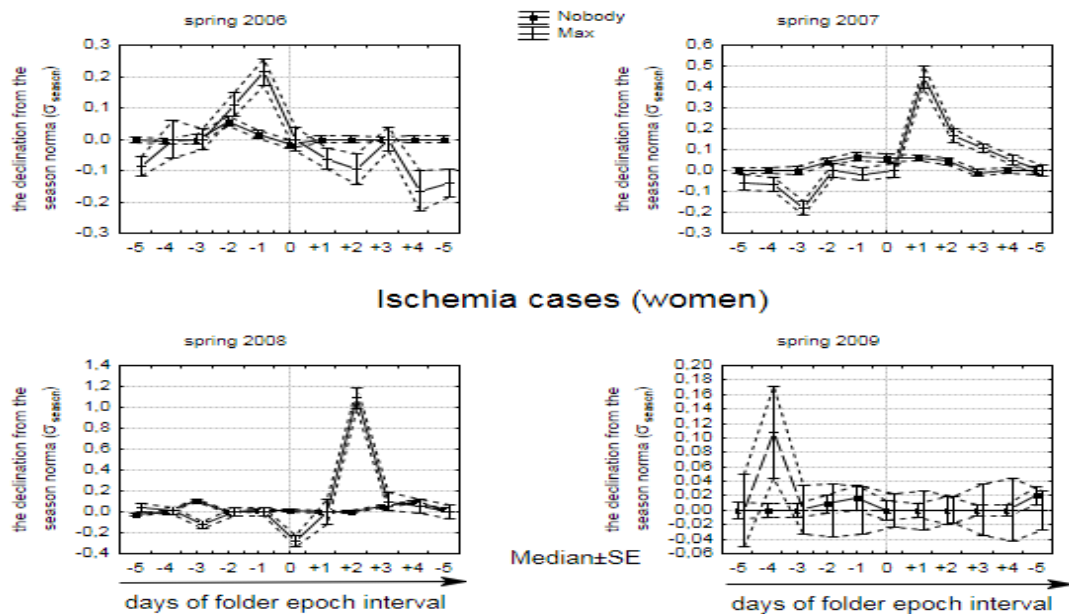 spring 2006
Nobody
Max
spring 2007
the declination from the
season norma (σseason)
0,3
0,2
0,1
0,0
-0,1
-0,2
-0,3
-5 -4 -3 -2 -1 0 +1 +2 +3 +4 -5
the declination from the
season norma (σseason)
0,6
0,5
0,4
0,3
0,2
0,1
0,0
-0,1
-0,2
-0,3
-5 -4 -3 -2 -1 0 +1 +2 +3 +4 -5
Ischemia cases (women)
spring 2008
spring 2009
the declination from the
season norma (σseason)
1,4
1,2
1,0
0,8
0,6
0,4
0,2
0,0
-0,2
-0,4
-5 -4 -3 -2 -1 0 +1 +2 +3 +4 -5
the declination from the
season norma (σseason)
0,20
0,18
0,16
0,14
0,12
0,10
0,08
0,06
0,04
0,02
0,00
-0,02
-0,04
-0,06
-5 -4 -3 -2 -1 0 +1 +2 +3 +4 -5
Median±SE
days of folder epoch interval
days of folder epoch interval